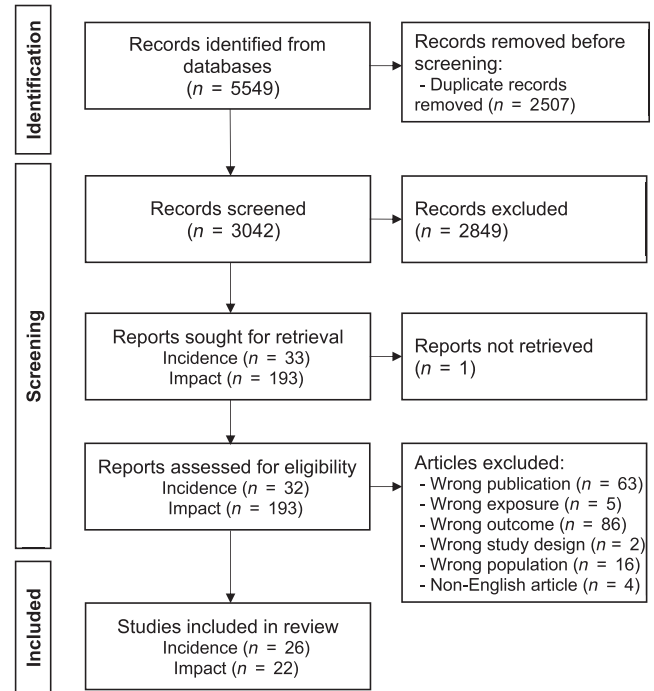 Identification
Records identified from
databases
(n = 5549)
Records removed before
screening:
- Duplicate records
removed (n = 2507)
Screening
Records screened
(n = 3042)
Records excluded
(n = 2849)
Reports sought for retrieval
Incidence (n = 33)
Impact (n = 193)
Reports not retrieved
(n = 1)
Reports assessed for eligibility
Incidence (n = 32)
Impact (n = 193)
Articles excluded:
- Wrong publication (n = 63)
- Wrong exposure (n = 5)
- Wrong outcome (n = 86)
- Wrong study design (n = 2)
- Wrong population (n = 16)
- Non-English article (n = 4)
Included
Studies included in review
Incidence (n = 26)
Impact (n = 22)